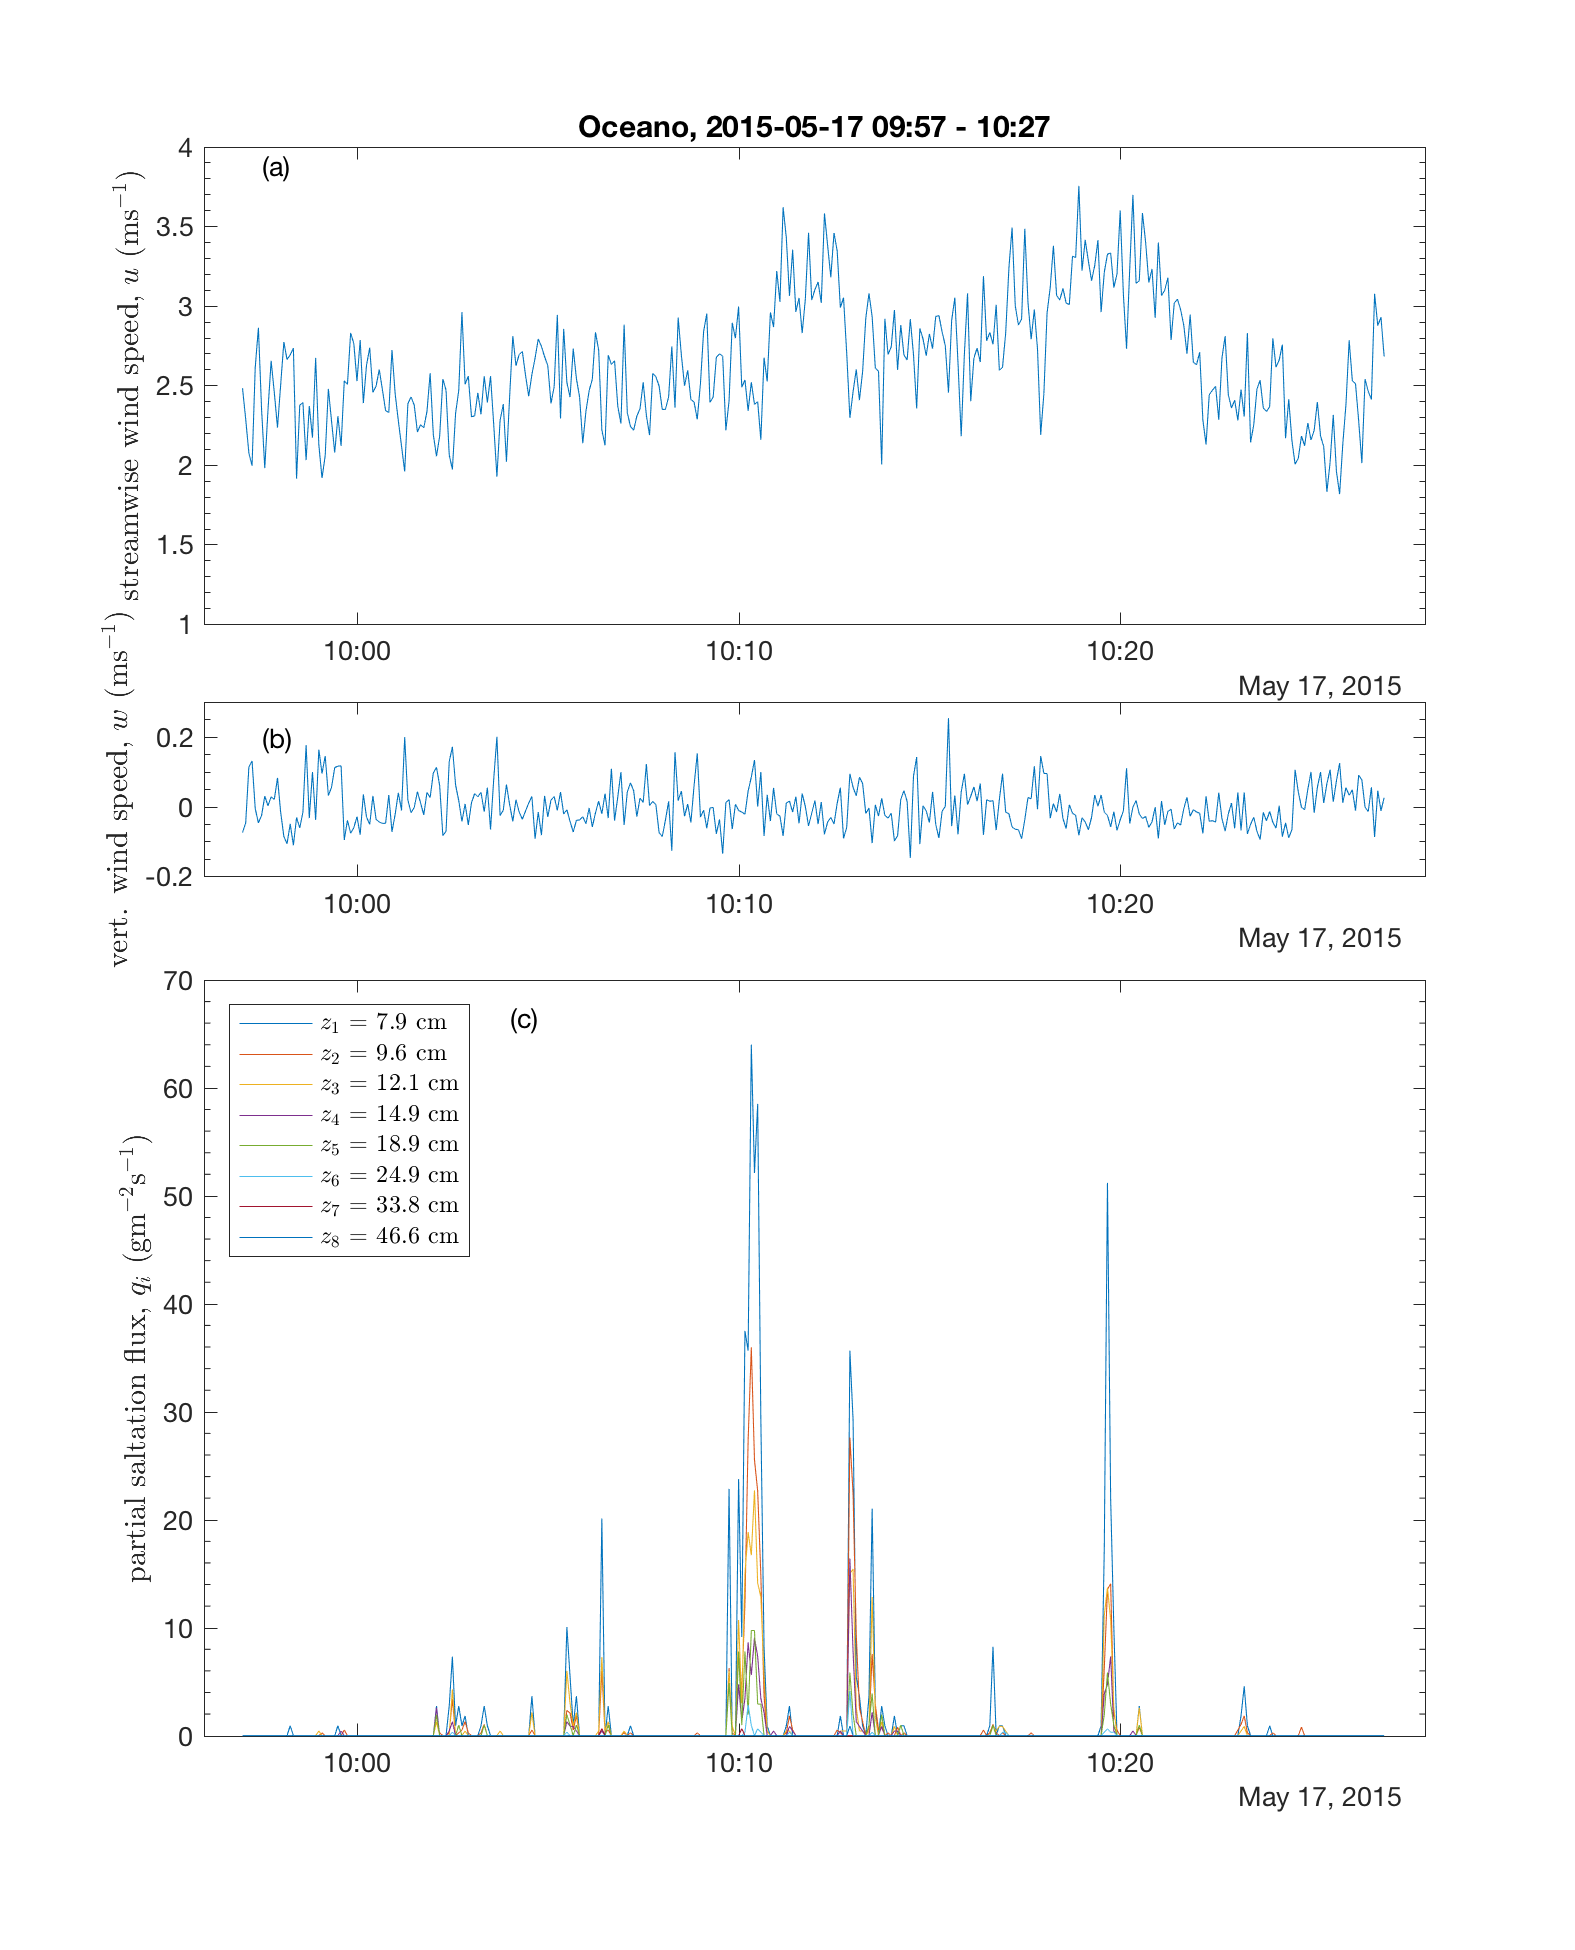 Oceano, 2015-05-17 09:57 - 10:27
(a)
streamwise wind speed, u (ms⁻¹)
4
3.5
3
2.5
2
1.5
1
10:00 10:10 10:20
May 17, 2015
(b)
vert. wind speed, w (ms⁻¹)
0.2
0
-0.2
10:00 10:10 10:20
May 17, 2015
(c)
partial saltation flux, qᵢ (gm⁻²s⁻¹)
70
60
50
40
30
20
10
0
z₁ = 7.9 cm
z₂ = 9.6 cm
z₃ = 12.1 cm
z₄ = 14.9 cm
z₅ = 18.9 cm
z₆ = 24.9 cm
z₇ = 33.8 cm
z₈ = 46.6 cm
10:00 10:10 10:20
May 17, 2015